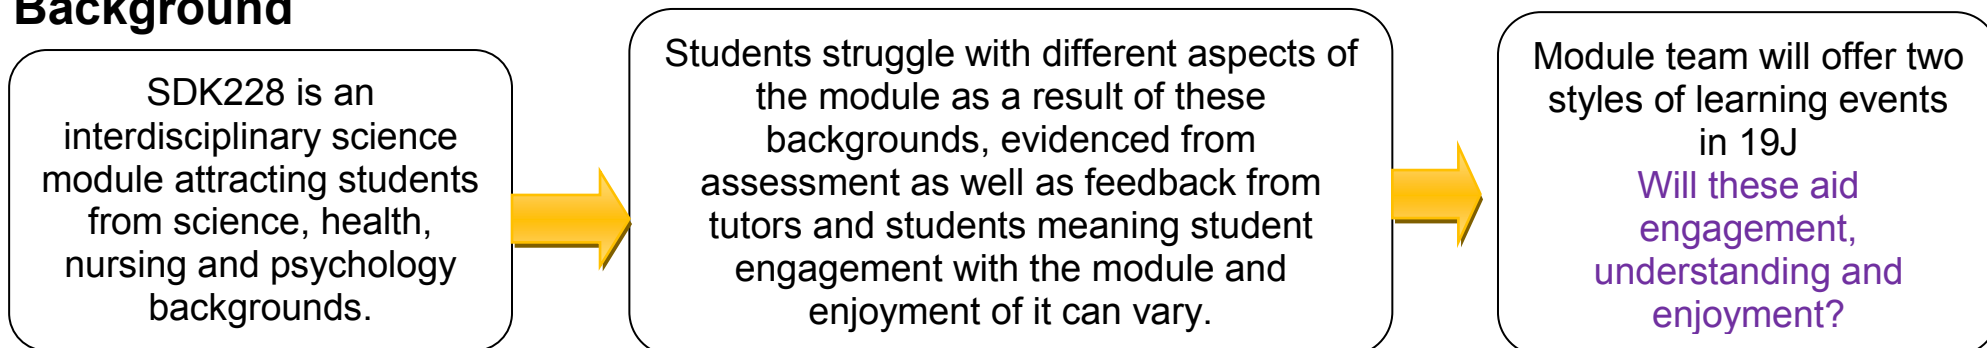 Background
SDK228 is an
interdisciplinary science
module attracting students
from science, health,
nursing and psychology
backgrounds.
Students struggle with different aspects of
the module as a result of these
backgrounds, evidenced from
assessment as well as feedback from
tutors and students meaning student
engagement with the module and
enjoyment of it can vary.
Module team will offer two
styles of learning events
in 19J
Will these aid
engagement,
understanding and
enjoyment?